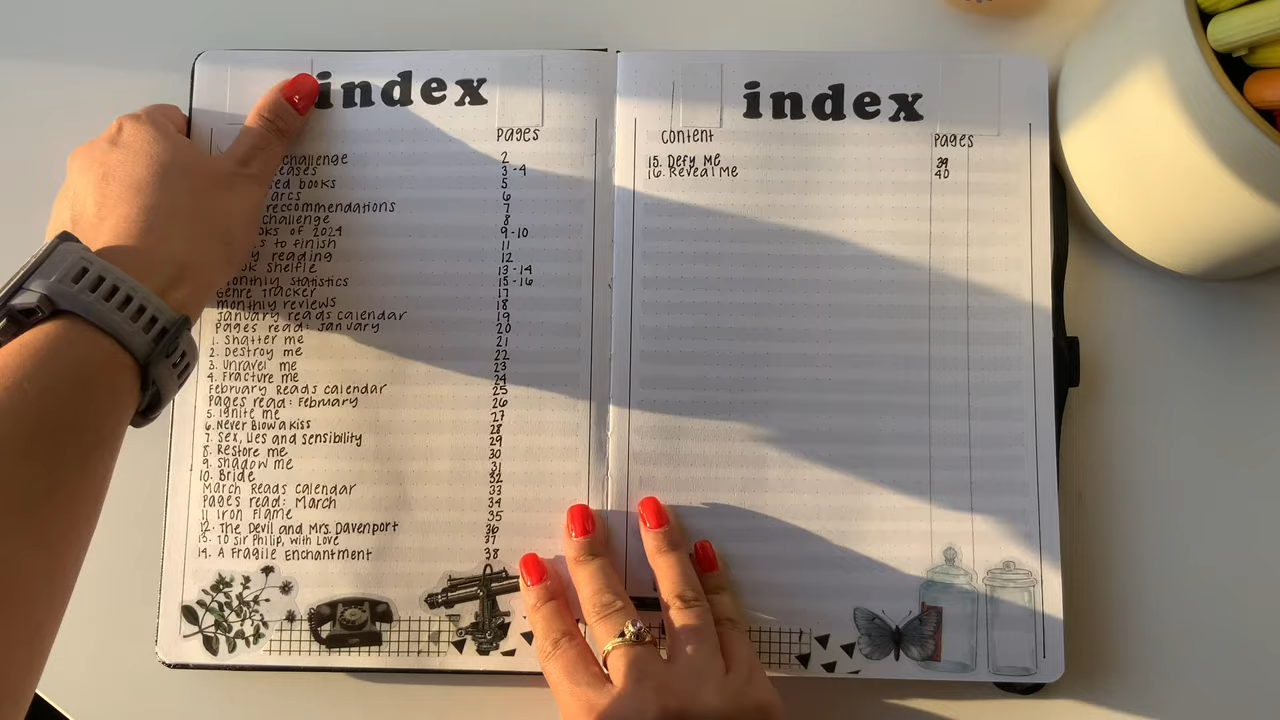 index
pages
challenge 2
eases 3-4
ed books 5
arcs 6
reccommendations 7
challenge 8
oks of 2024 9-10
s to finish 11
y reading 12
ok shelfie 13-14
monthly statistics 15-16
Genre Tracker 17
monthly reviews 18
January reads calendar 19
Pages read: January 20
1. Shatter me 21
2. Destroy me 22
3. Unravel me 23
4. Fracture me 24
February Reads calendar 25
Pages read: February 26
5. Ignite me 27
6. Never Blow a kiss 28
7. Sex, Lies and sensibility 29
8. Restore me 30
9. Shadow me 31
10. Bride 32
March Reads calendar 33
Pages read: March 34
11. Iron Flame 35
12. The Devil and Mrs. Davenport 36
13. To Sir Philip, with Love 37
14. A Fragile Enchantment 38
index
content pages
15. Defy Me 39
16. Reveal Me 40